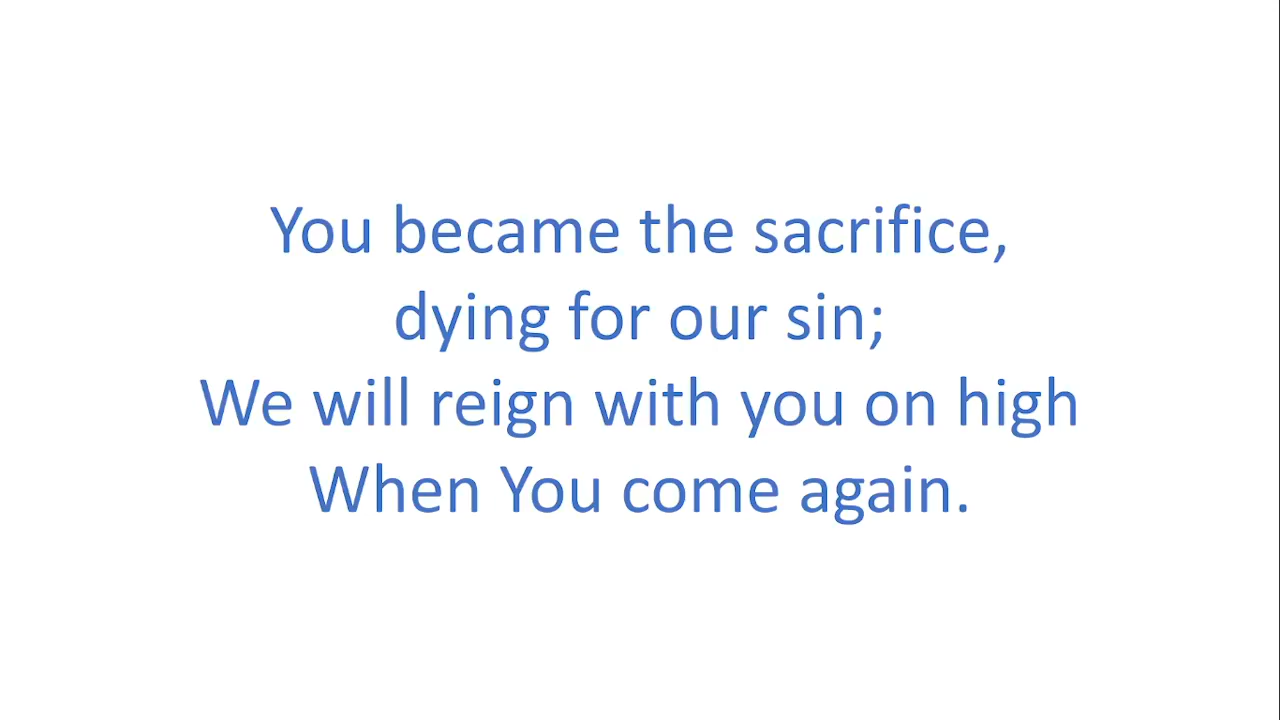 You became the sacrifice,
dying for our sin;
We will reign with you on high
When You come again.